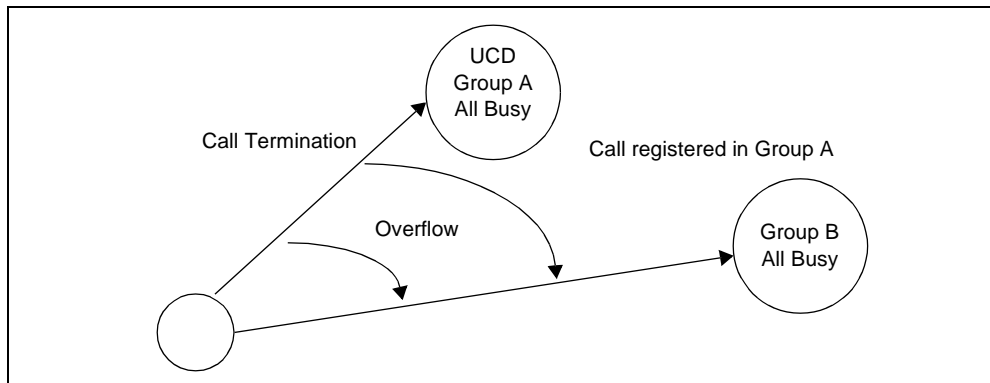 UCD
Group A
All Busy
Call Termination
Call registered in Group A
Overflow
Group B
All Busy